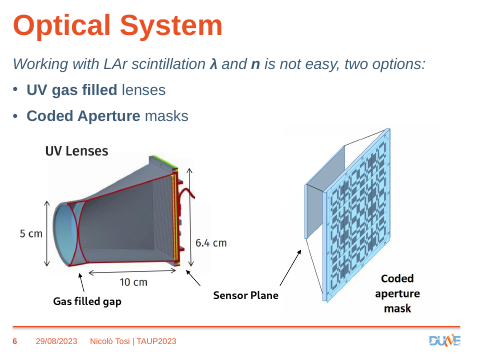 Optical System
Working with LAr scintillation λ and n is not easy, two options:
• UV gas filled lenses
• Coded Aperture masks
UV Lenses
5 cm
6.4 cm
10 cm
Gas filled gap
Sensor Plane
Coded
aperture
mask
6 29/08/2023 Nicolò Tosi | TAUP2023
DUNE